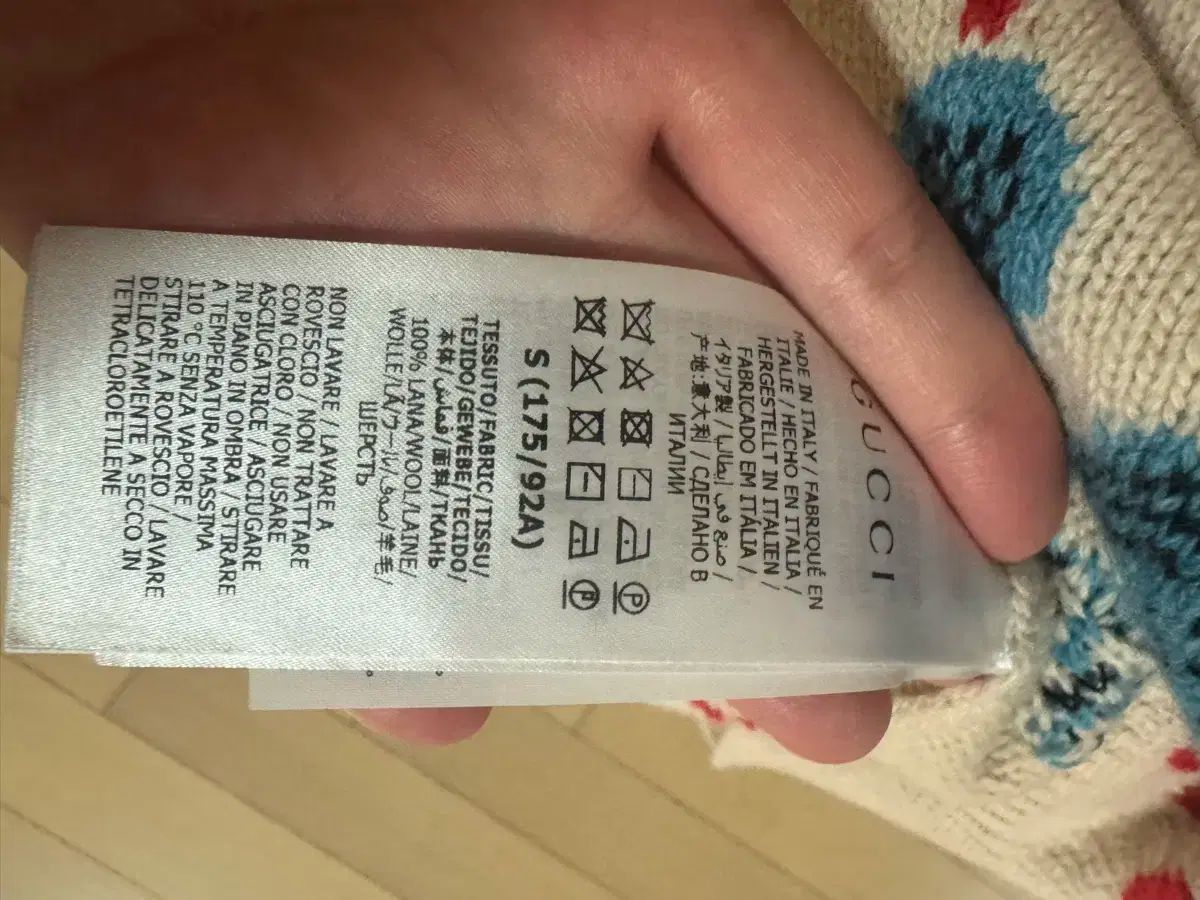 GUCCI
MADE IN ITALY / FABRIQUÉ EN
ITALIE / HECHO EN ITALIA /
HERGESTELLT IN ITALIEN /
FABRICADO EM ITÁLIA /
イタリア製 / صنع في إيطاليا /
产地:意大利 / СДЕЛАНО В
ИТАЛИИ
P
P
S (175/92A)
TESSUTO/FABRIC/TISSU/
TEJIDO/GEWEBE/TECIDO/
本体/قماش/面料/ТКАНЬ
100% LANA/WOOL/LAINE/
WOLLE/LÃ/ウール/صوف/羊毛/
ШЕРСТЬ
NON LAVARE / LAVARE A
ROVESCIO / NON TRATTARE
CON CLORO / NON USARE
ASCIUGATRICE / ASCIUGARE
IN PIANO IN OMBRA / STIRARE
A TEMPERATURA MASSIMA
110 °C SENZA VAPORE /
STIRARE A ROVESCIO / LAVARE
DELICATAMENTE A SECCO IN
TETRACLOROETILENE